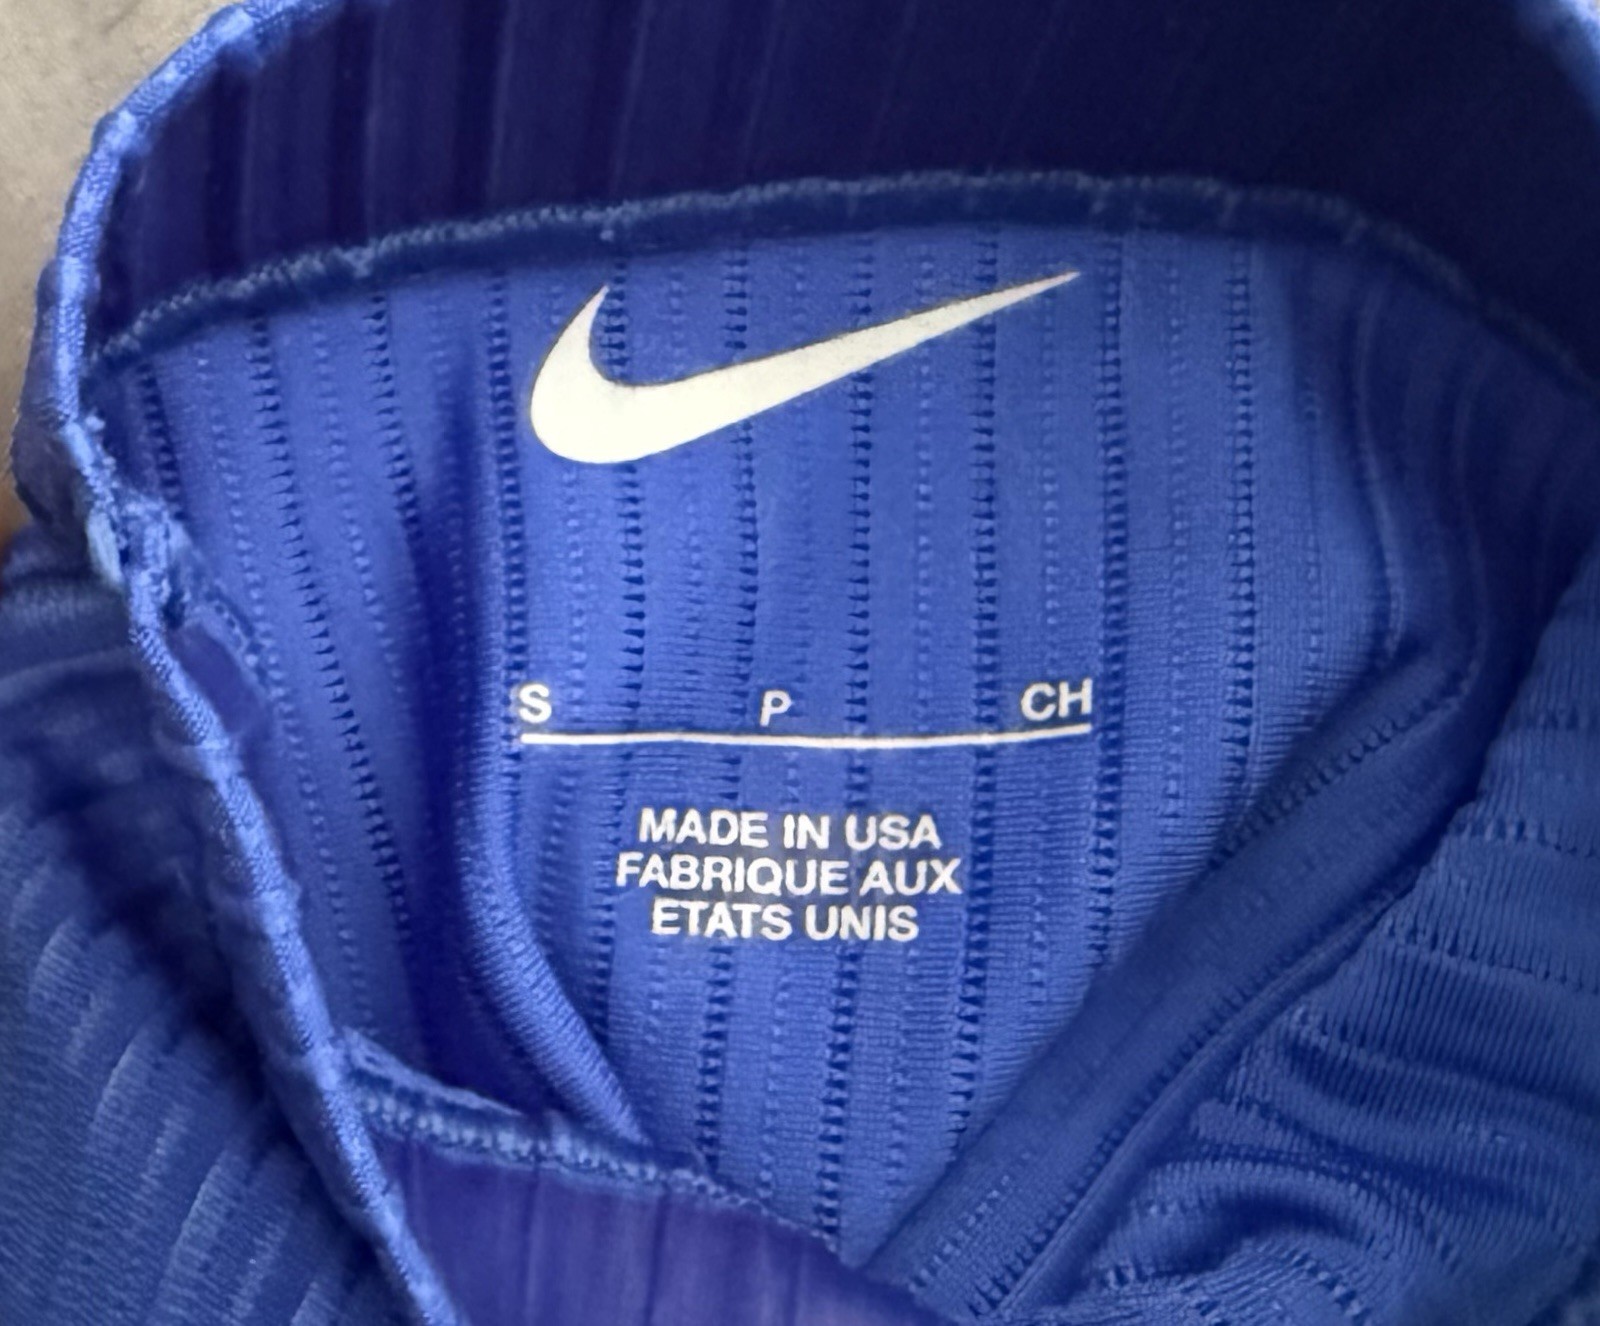 S P CH
MADE IN USA
FABRIQUE AUX
ETATS UNIS